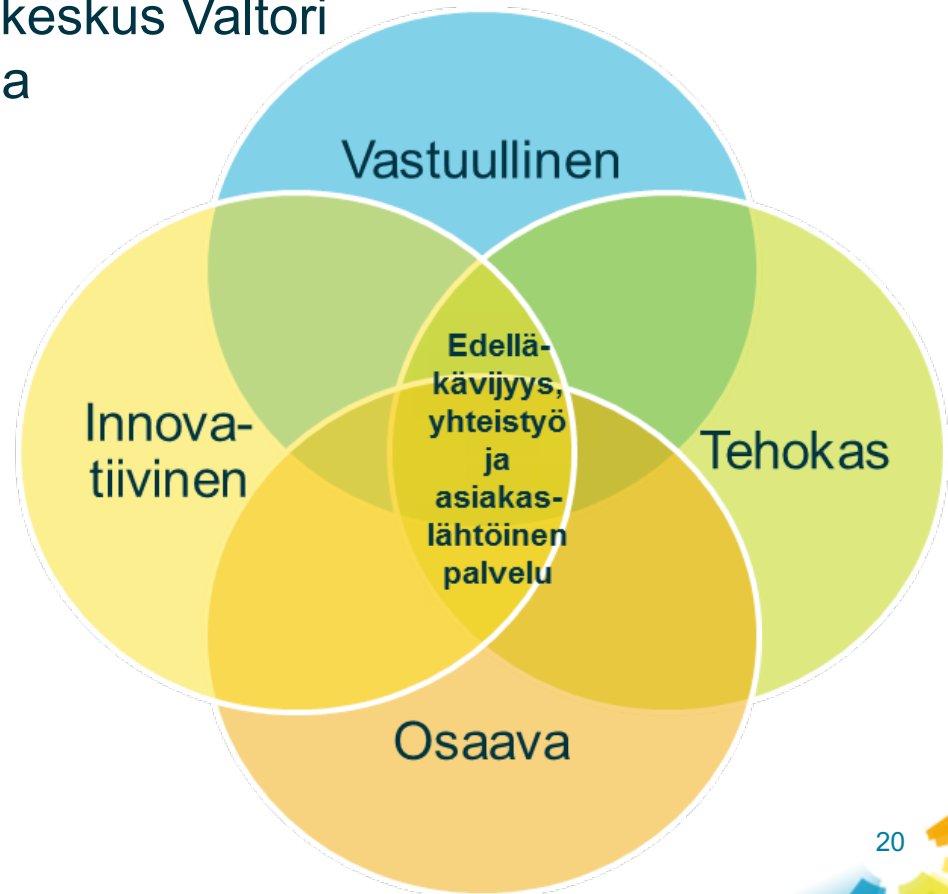 keskus Valtori
a
Vastuullinen
Innova-
tiivinen
Edellä-
kävijyys,
yhteistyö
ja
asiakas-
lähtöinen
palvelu
Tehokas
Osaava
20